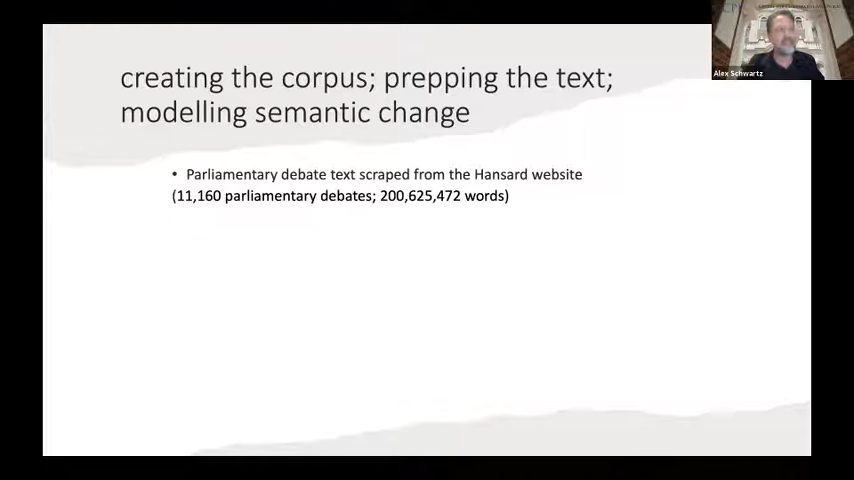 creating the corpus; prepping the text;
modelling semantic change
• Parliamentary debate text scraped from the Hansard website
(11,160 parliamentary debates; 200,625,472 words)
Alex Schwartz